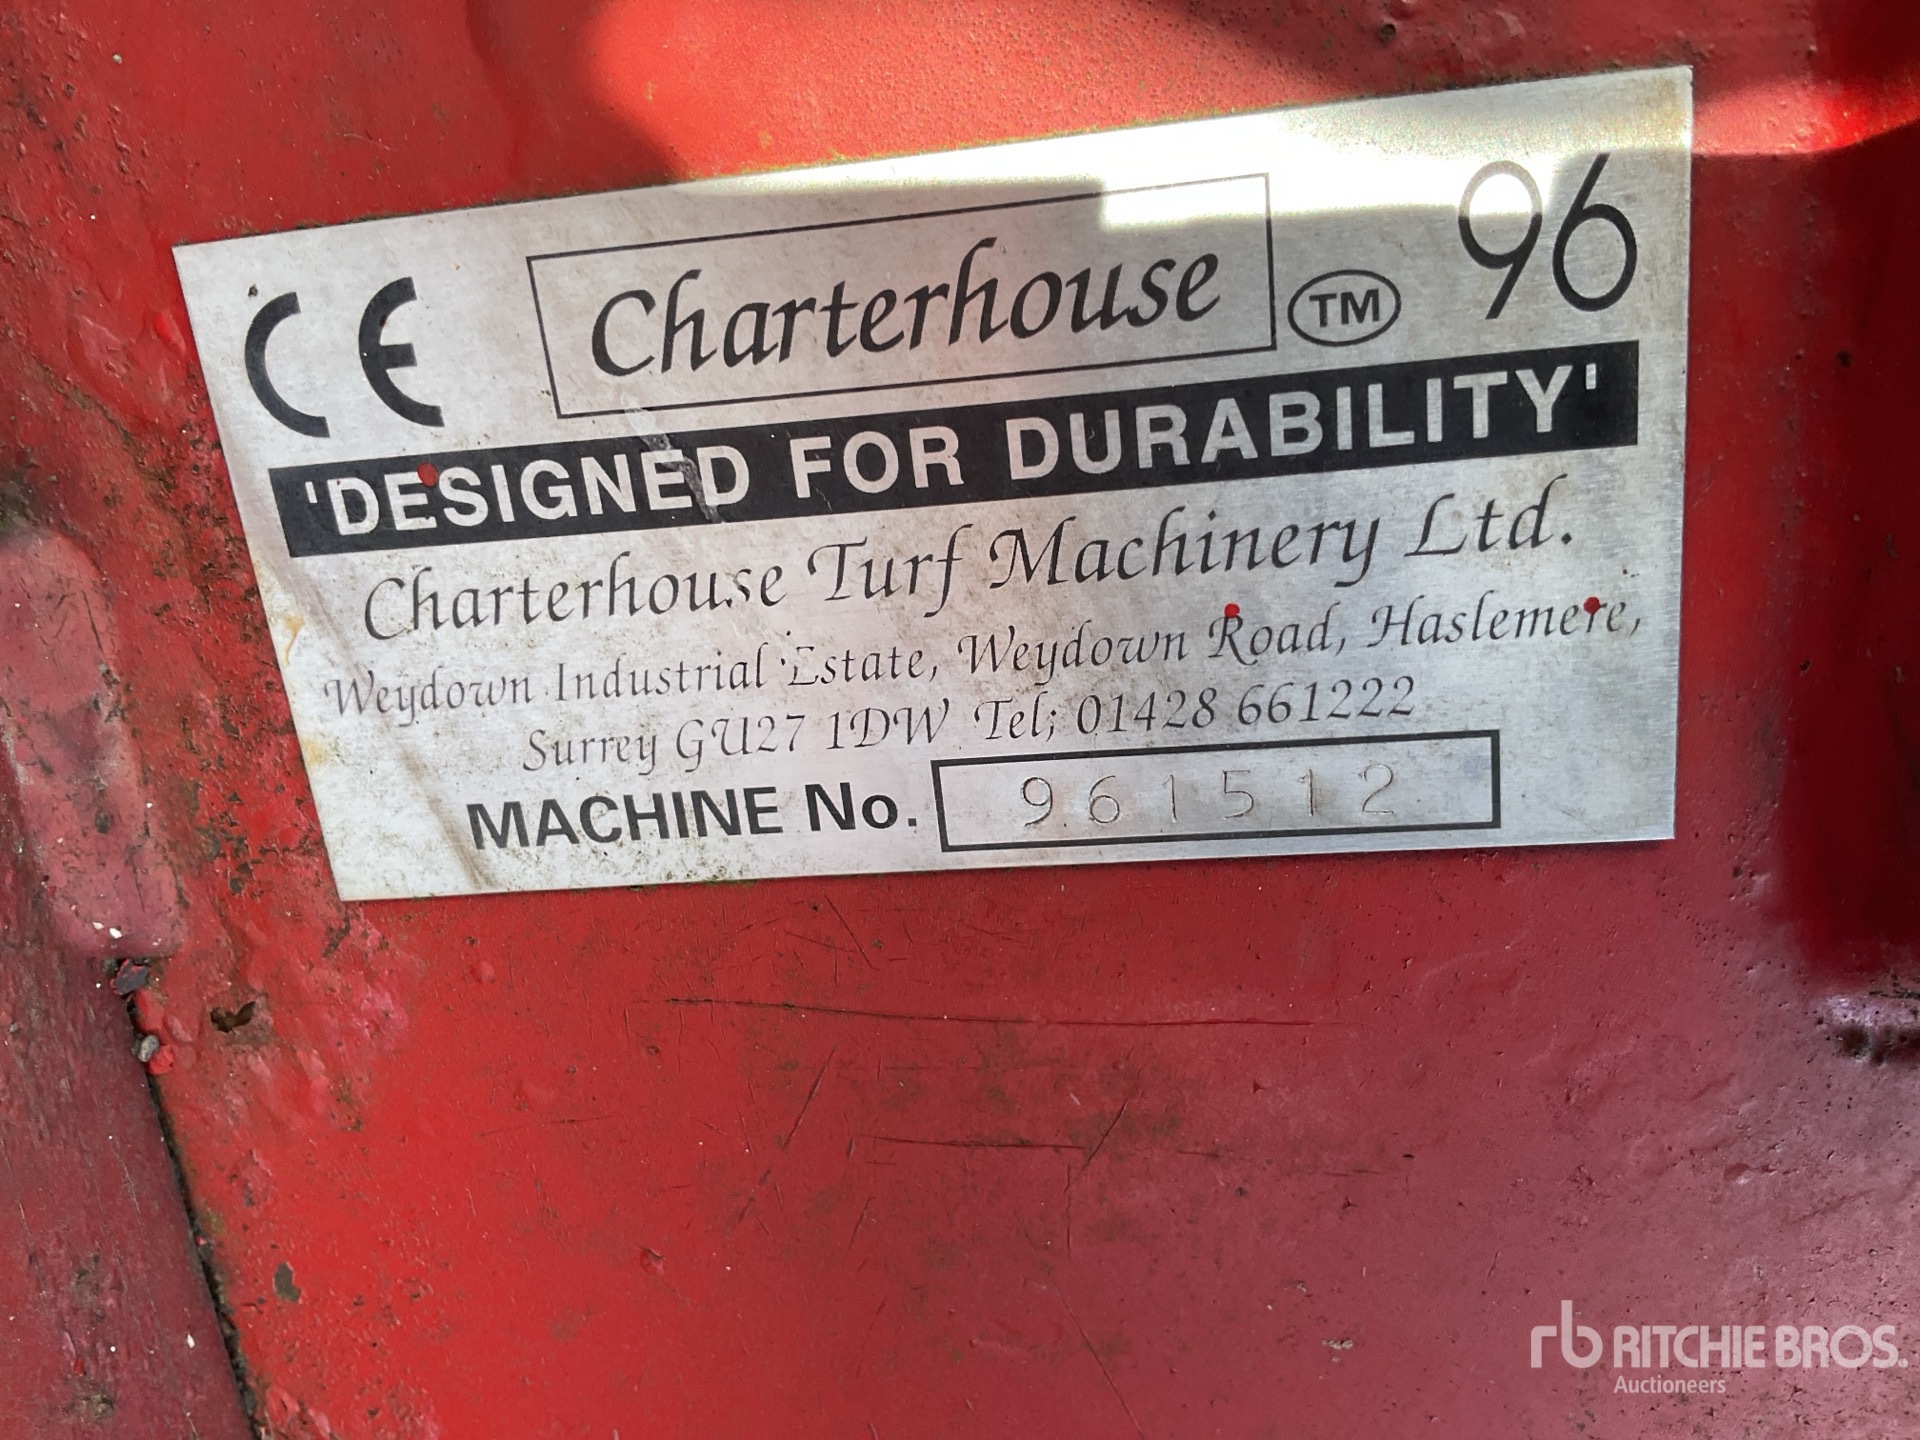 CE Charterhouse TM 96
'DESIGNED FOR DURABILITY'
Charterhouse Turf Machinery Ltd.
Weydown Industrial Estate, Weydown Road, Haslemere,
Surrey GU27 1DW Tel; 01428 661222
MACHINE No. 961512
rb RITCHIE BROS.
Auctioneers